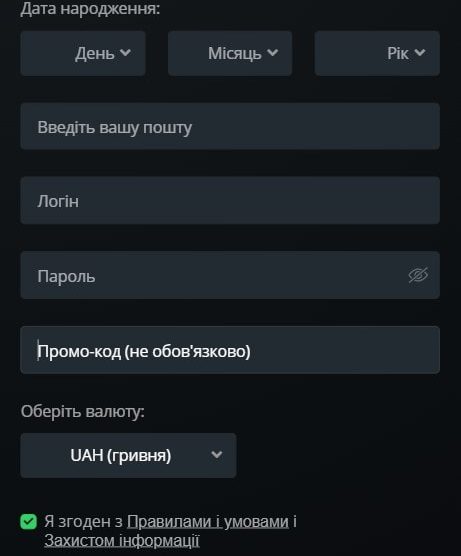 Дата народження:
День Місяць Рік
Введіть вашу пошту
Логін
Пароль
Промо-код (не обов'язково)
Оберіть валюту:
UAH (гривня)
Я згоден з Правилами і умовами і
Захистом інформації